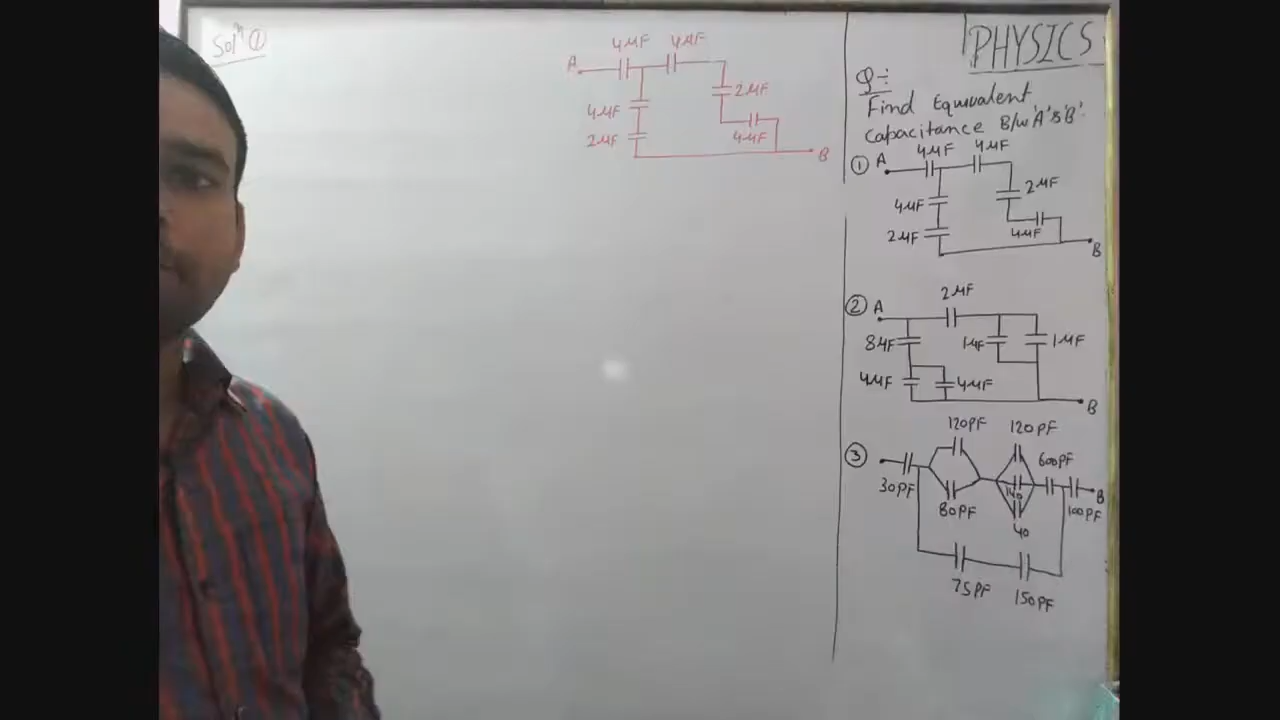 Solⁿ ①
4μF 4μF
A
2μF
4μF
2μF
4μF
B
PHYSICS
Q:-
Find Equivalent
Capacitance B/w 'A' & 'B'.
① A 4μF 4μF
2μF
4μF
2μF
4μF
B
② A 2μF
8μF 1μF 1μF
4μF 4μF
B
③ 120PF 120PF
600PF
30PF 80PF 140 100PF B
40
75PF 150PF